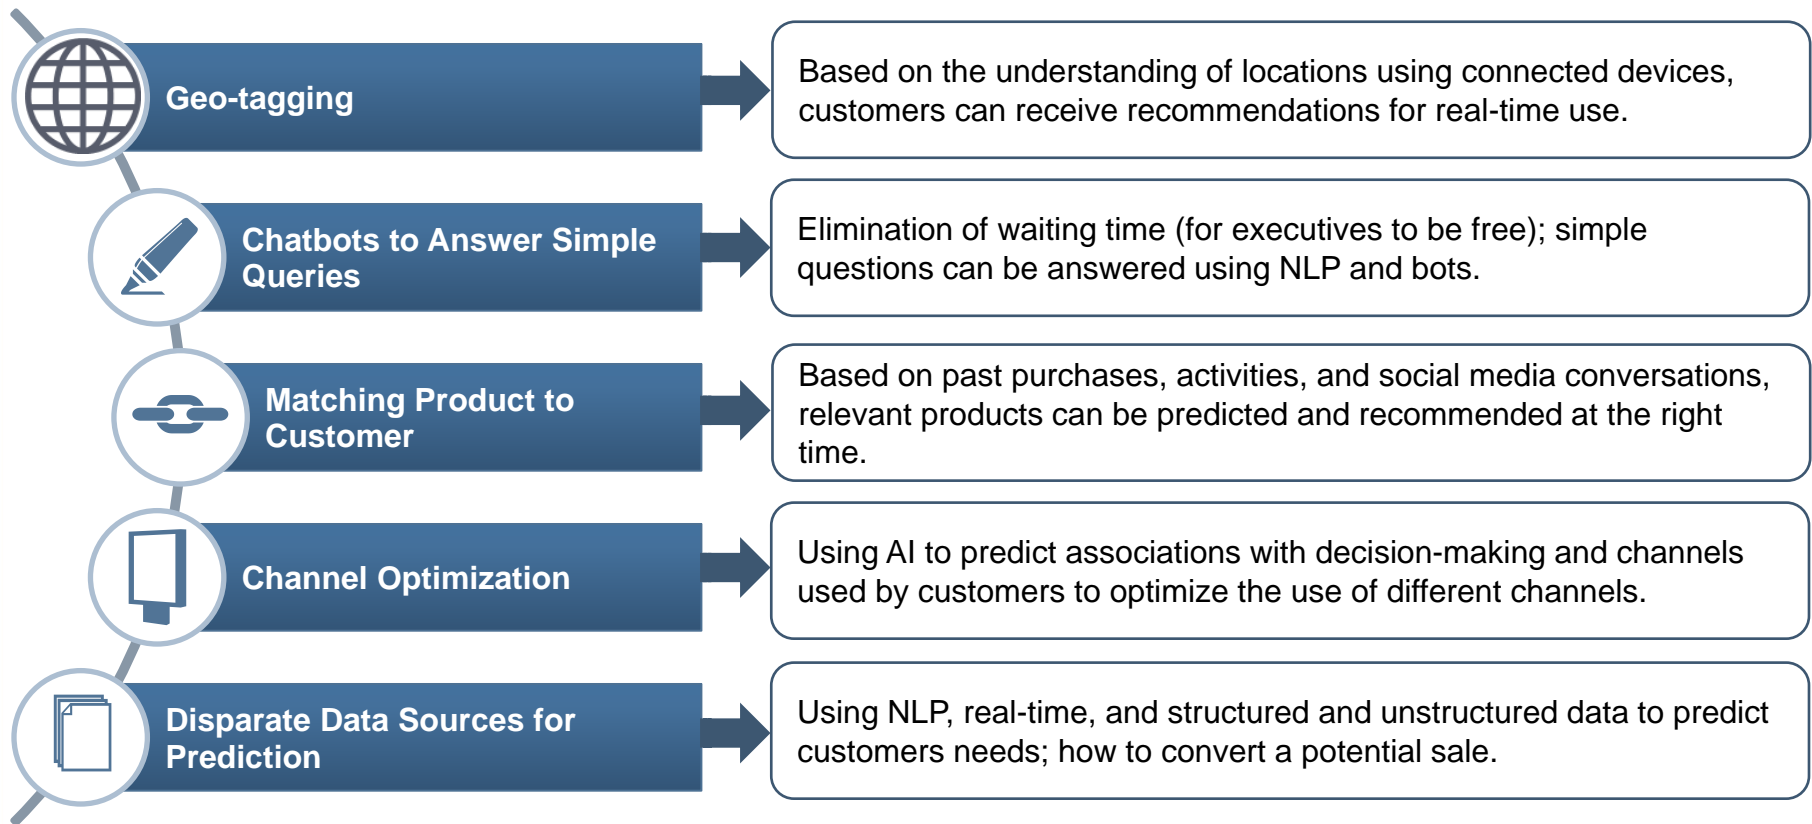 Geo-tagging
Based on the understanding of locations using connected devices,
customers can receive recommendations for real-time use.
Chatbots to Answer Simple
Queries
Elimination of waiting time (for executives to be free); simple
questions can be answered using NLP and bots.
Matching Product to
Customer
Based on past purchases, activities, and social media conversations,
relevant products can be predicted and recommended at the right
time.
Channel Optimization
Using AI to predict associations with decision-making and channels
used by customers to optimize the use of different channels.
Disparate Data Sources for
Prediction
Using NLP, real-time, and structured and unstructured data to predict
customers needs; how to convert a potential sale.